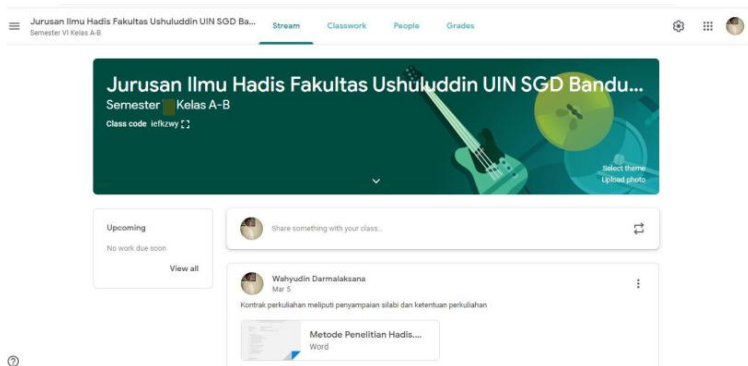 Jurusan Ilmu Hadis Fakultas Ushuluddin UIN SGD Ba...
Semester VI Kelas A-B
Stream
Classwork
People
Grades
Jurusan Ilmu Hadis Fakultas Ushuluddin UIN SGD Bandu...
Semester Kelas A-B
Class code iefkzwy
Select theme
Upload photo
Upcoming
No work due soon
View all
Share something with your class...
Wahyudin Darmalaksana
Mar 5
Kontrak perkuliahan meliputi penyampaian silabi dan ketentuan perkuliahan
Metode Penelitian Hadis....
Word